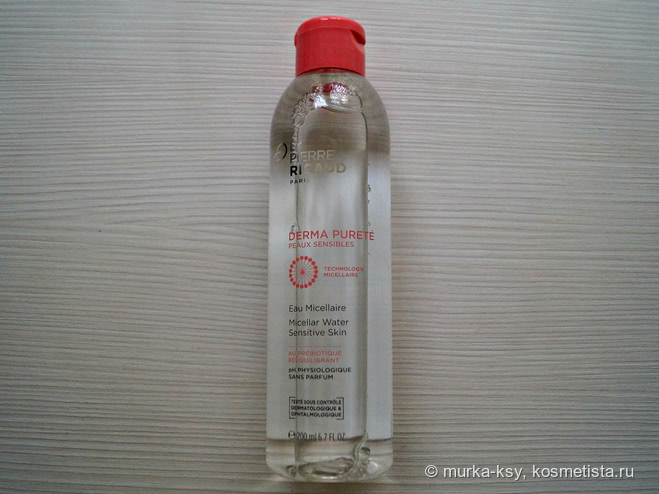 PIERRE
RICAUD
PARIS
DERMA PURETÉ
PEAUX SENSIBLES
TECHNOLOGIE
MICELLAIRE
Eau Micellaire
Micellar Water
Sensitive Skin
AU PRÉBIOTIQUE
RÉÉQUILIBRANT
pH PHYSIOLOGIQUE
SANS PARFUM
TESTÉ SOUS CONTRÔLE
DERMATOLOGIQUE &
OPHTALMOLOGIQUE
200 ml/6.7 FL.OZ.
© murka-ksy, kosmetista.ru